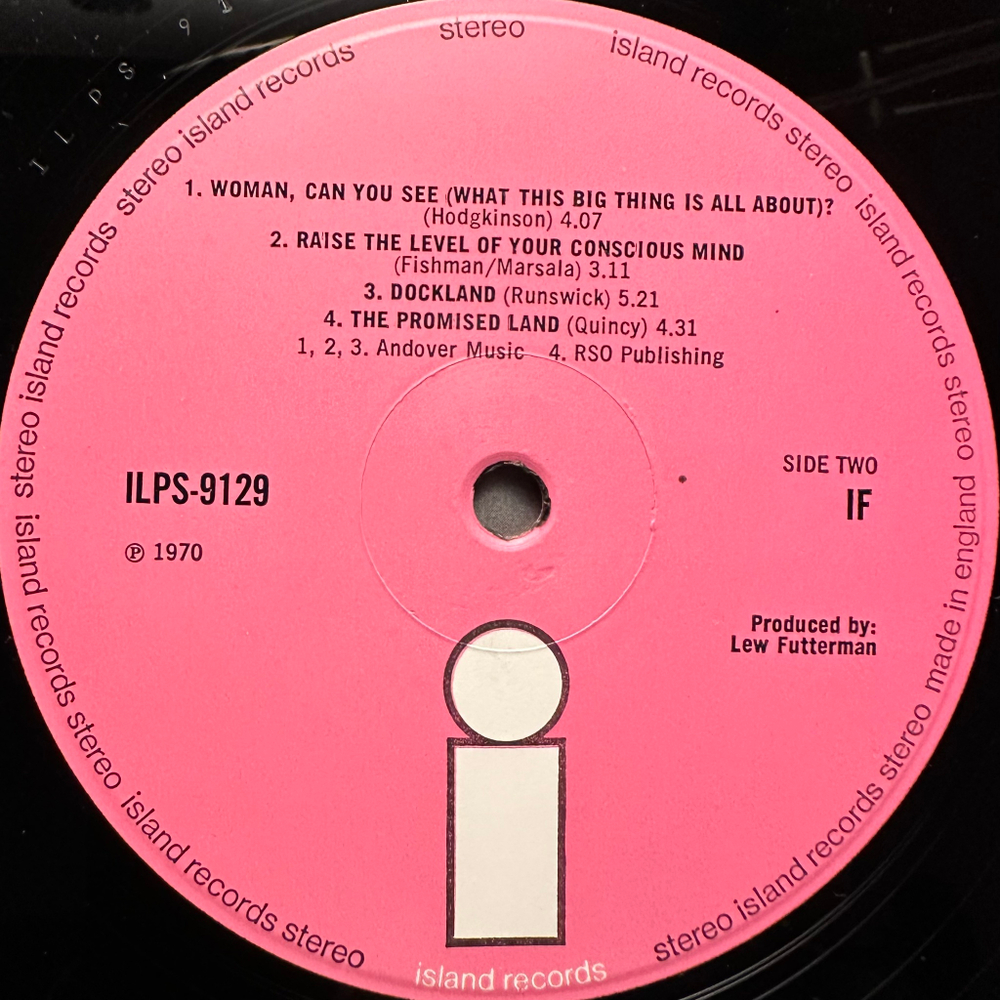 stereo
island records stereo island records stereo made in england
1. WOMAN, CAN YOU SEE (WHAT THIS BIG THING IS ALL ABOUT)?
(Hodgkinson) 4.07
2. RAISE THE LEVEL OF YOUR CONSCIOUS MIND
(Fishman/Marsala) 3.11
3. DOCKLAND (Runswick) 5.21
4. THE PROMISED LAND (Quincy) 4.31
1, 2, 3. Andover Music 4. RSO Publishing
ILPS-9129
℗ 1970
SIDE TWO
IF
Produced by:
Lew Futterman
stereo island records stereo
island records
island records stereo island records stereo
stereo island records stereo island records
ILPS 91